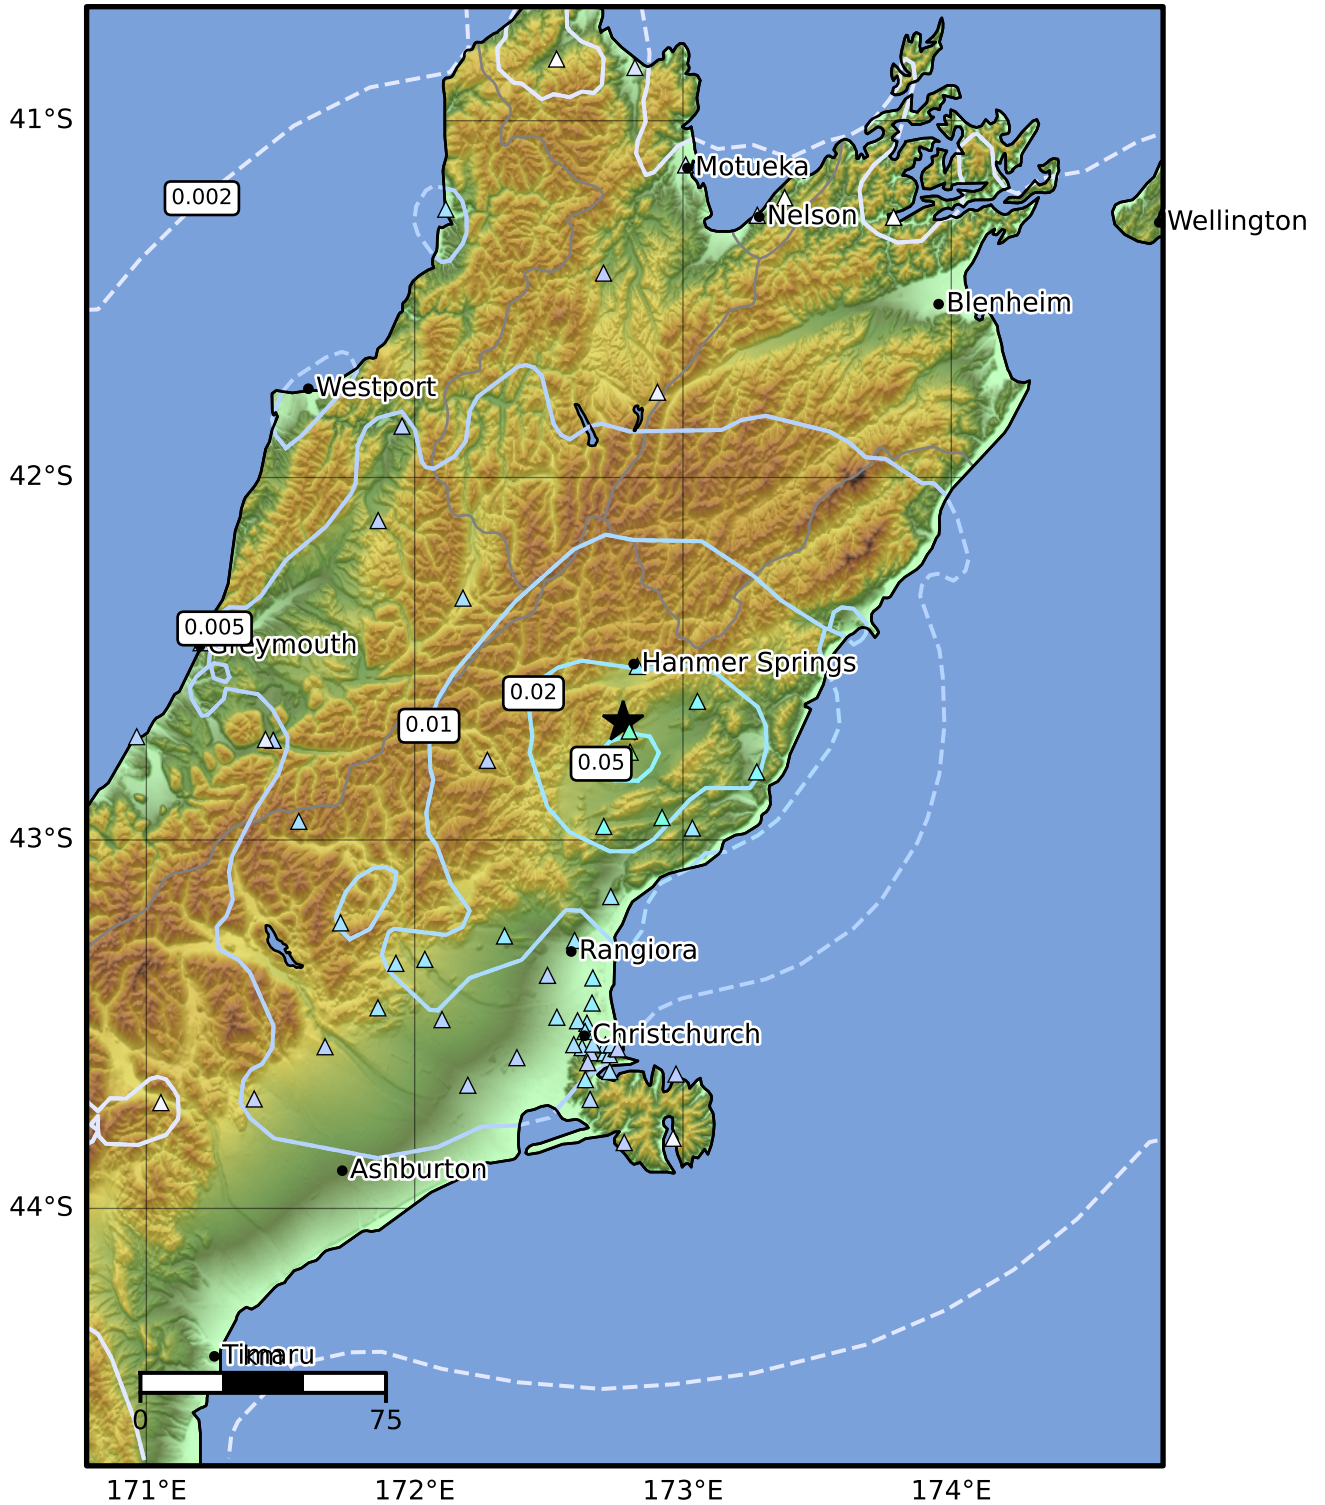 41°S
0.002
Motueka
Nelson
Wellington
Blenheim
Westport
42°S
0.005
Greymouth
Hanmer Springs
0.02
0.01
0.05
43°S
Rangiora
Christchurch
Ashburton
44°S
Timaru
km
0
75
171°E
172°E
173°E
174°E